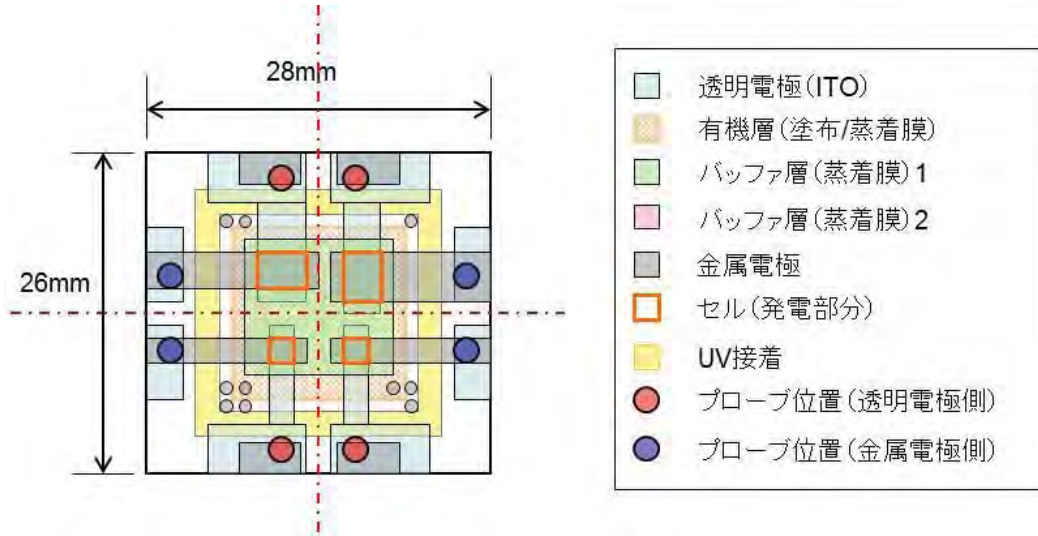 28mm
26mm
透明電極(ITO)
有機層(塗布/蒸着膜)
バッファ層(蒸着膜)1
バッファ層(蒸着膜)2
金属電極
セル(発電部分)
UV接着
プローブ位置(透明電極側)
プローブ位置(金属電極側)